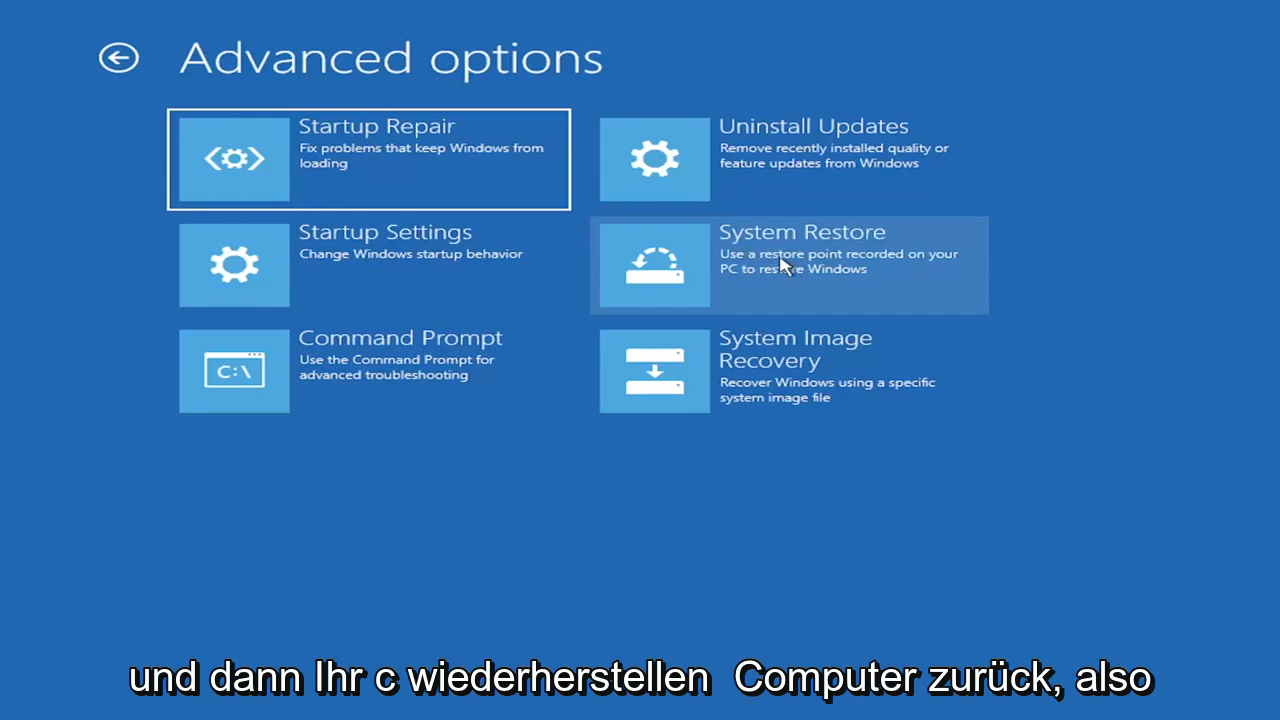 Advanced options
Startup Repair
Fix problems that keep Windows from
loading
Uninstall Updates
Remove recently installed quality or
feature updates from Windows
Startup Settings
Change Windows startup behavior
System Restore
Use a restore point recorded on your
PC to restore Windows
C:\
Command Prompt
Use the Command Prompt for
advanced troubleshooting
System Image
Recovery
Recover Windows using a specific
system image file
und dann Ihr c wiederherstellen Computer zurück, also